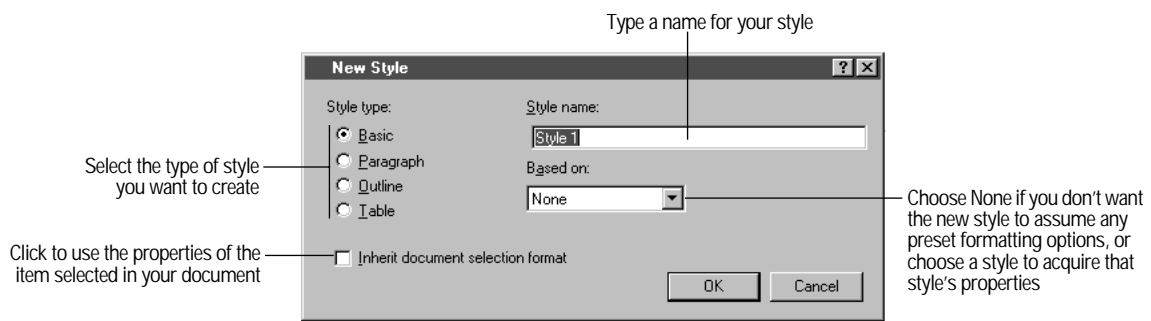 Type a name for your style
New Style
Style type:
Basic
Paragraph
Outline
Table
Style name:
Style 1
Based on:
None
Inherit document selection format
OK
Cancel
Select the type of style
you want to create
Click to use the properties of the
item selected in your document
Choose None if you don’t want
the new style to assume any
preset formatting options, or
choose a style to acquire that
style’s properties